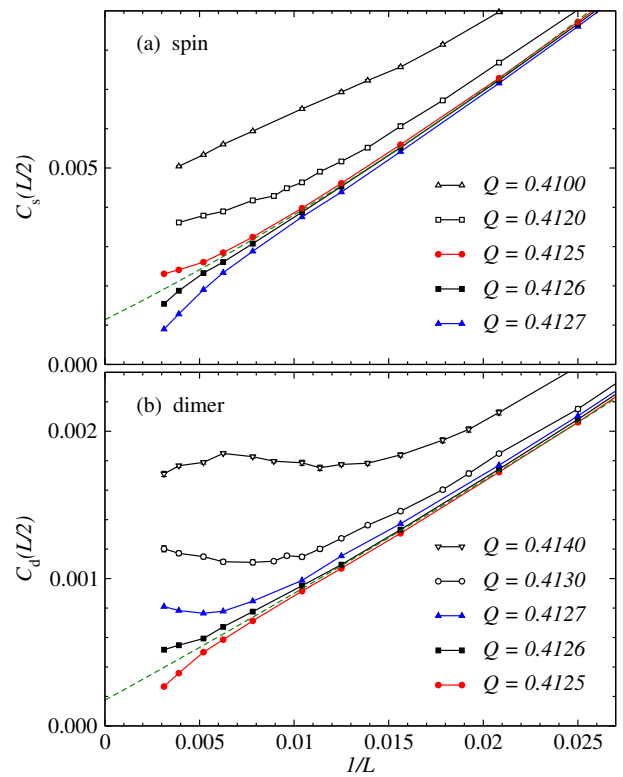 (a) spin
0.005
C_s(L/2)
Q = 0.4100
Q = 0.4120
Q = 0.4125
Q = 0.4126
Q = 0.4127
0.000
(b) dimer
0.002
0.001
C_d(L/2)
Q = 0.4140
Q = 0.4130
Q = 0.4127
Q = 0.4126
Q = 0.4125
0.000
0 0.005 0.01 0.015 0.02 0.025
1/L